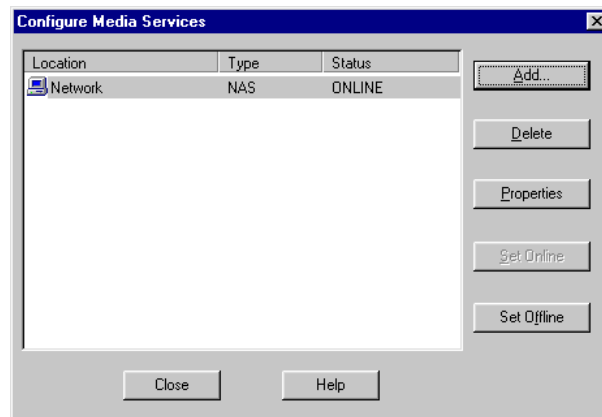 Configure Media Services
Location Type Status
Network NAS ONLINE
Add...
Delete
Properties
Set Online
Set Offline
Close Help